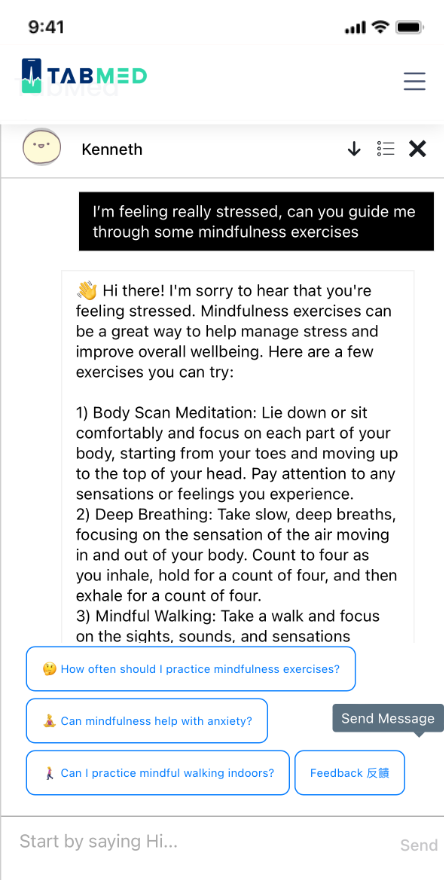 9:41
TABMED
TabMed.
Kenneth
I'm feeling really stressed, can you guide me
through some mindfulness exercises
👋 Hi there! I'm sorry to hear that you're
feeling stressed. Mindfulness exercises can
be a great way to help manage stress and
improve overall wellbeing. Here are a few
exercises you can try:
1) Body Scan Meditation: Lie down or sit
comfortably and focus on each part of your
body, starting from your toes and moving up
to the top of your head. Pay attention to any
sensations or feelings you experience.
2) Deep Breathing: Take slow, deep breaths,
focusing on the sensation of the air moving
in and out of your body. Count to four as
you inhale, hold for a count of four, and then
exhale for a count of four.
3) Mindful Walking: Take a walk and focus
on the sights, sounds, and sensations
🤔 How often should I practice mindfulness exercises?
🧘 Can mindfulness help with anxiety?
Send Message
🚶 Can I practice mindful walking indoors?
Feedback 反饋
Start by saying Hi...
Send